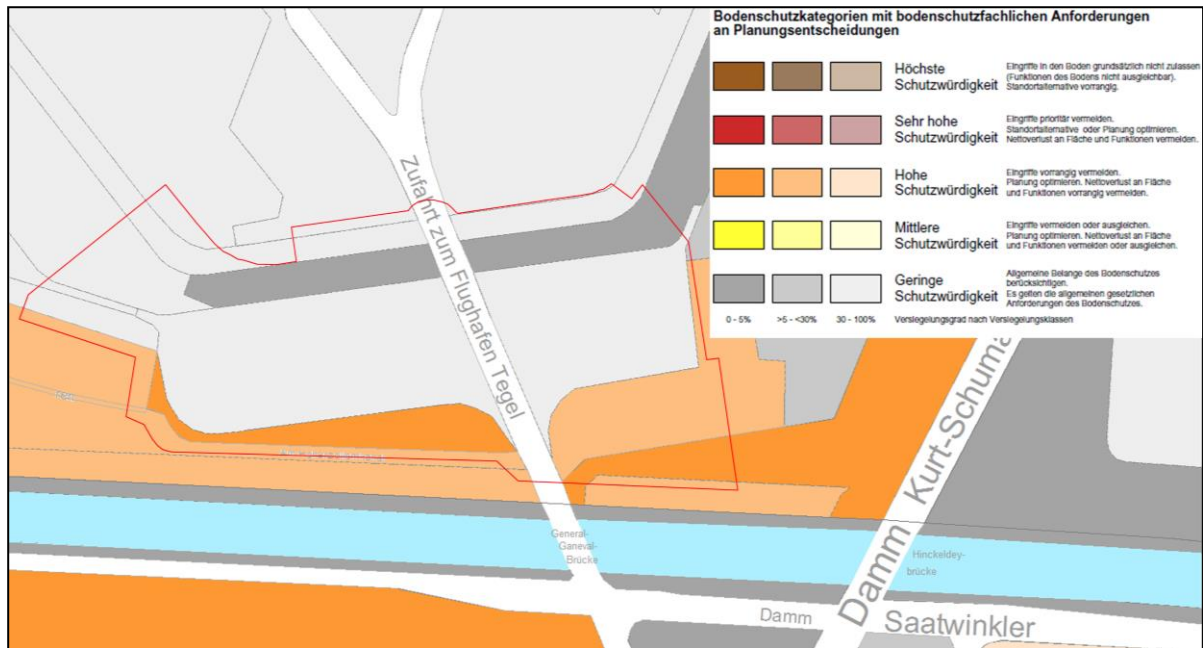 Bodenschutzkategorien mit bodenschutzfachlichen Anforderungen
an Planungsentscheidungen
Höchste
Schutzwürdigkeit
Eingriffe in den Boden grundsätzlich nicht zulassen
(Funktionen des Bodens nicht ausgleichbar).
Standortalternative vorrangig.
Sehr hohe
Schutzwürdigkeit
Eingriffe prioritär vermeiden.
Standortalternative oder Planung optimieren.
Nettoverlust an Fläche und Funktionen vermeiden.
Hohe
Schutzwürdigkeit
Eingriffe vorrangig vermeiden.
Planung optimieren. Nettoverlust an Fläche
und Funktionen vorrangig vermeiden.
Mittlere
Schutzwürdigkeit
Eingriffe vermeiden oder ausgleichen.
Planung optimieren. Nettoverlust an Fläche
und Funktionen vermeiden oder ausgleichen.
Geringe
Schutzwürdigkeit
Allgemeine Belange des Bodenschutzes
berücksichtigen.
Es gelten die allgemeinen gesetzlichen
Anforderungen des Bodenschutzes.
0 - 5% >5 - <30% 30 - 100% Versiegelungsgrad nach Versiegelungsklassen
Zufahrt zum Flughafen Tegel
Damm Kurt-Schuma
General-
Ganeval-
Brücke
Hinckeldey-
brücke
Damm
Saatwinkler